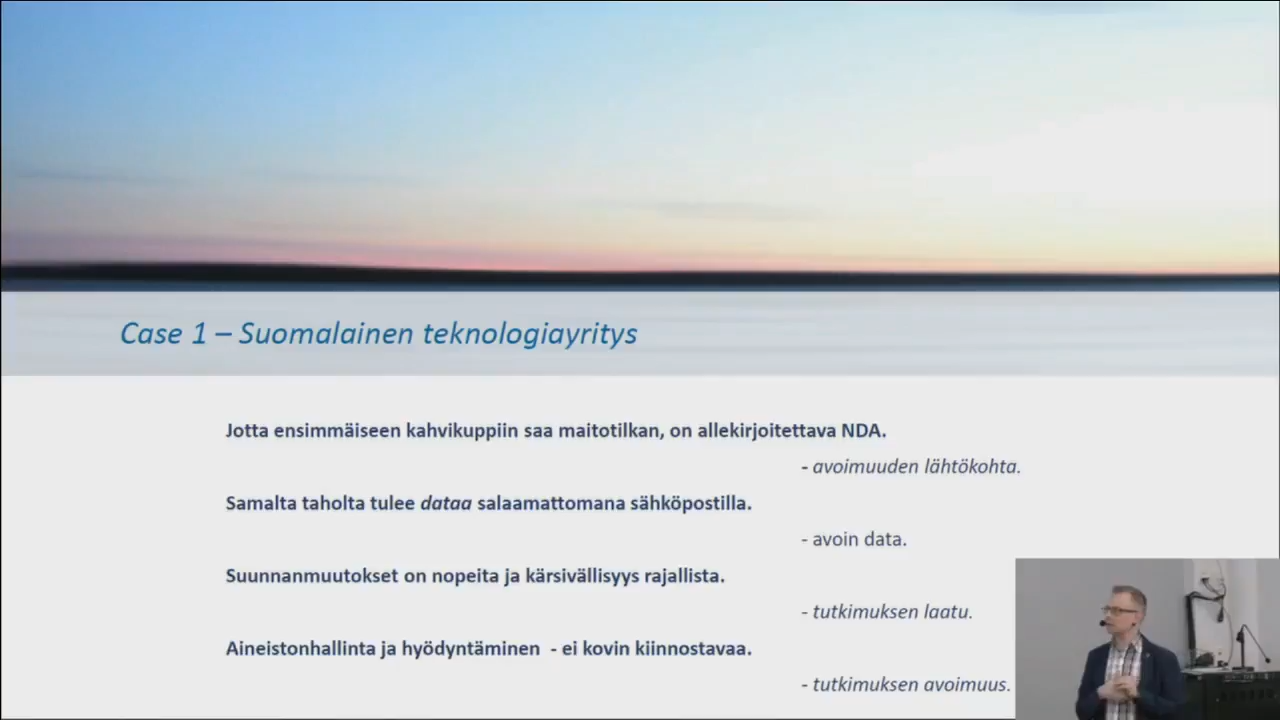 Case 1 – Suomalainen teknologiayritys
Jotta ensimmäiseen kahvikuppiin saa maitotilkan, on allekirjoitettava NDA.
- avoimuuden lähtökohta.
Samalta taholta tulee dataa salaamattomana sähköpostilla.
- avoin data.
Suunnanmuutokset on nopeita ja kärsivällisyys rajallista.
- tutkimuksen laatu.
Aineistonhallinta ja hyödyntäminen  - ei kovin kiinnostavaa.
- tutkimuksen avoimuus.